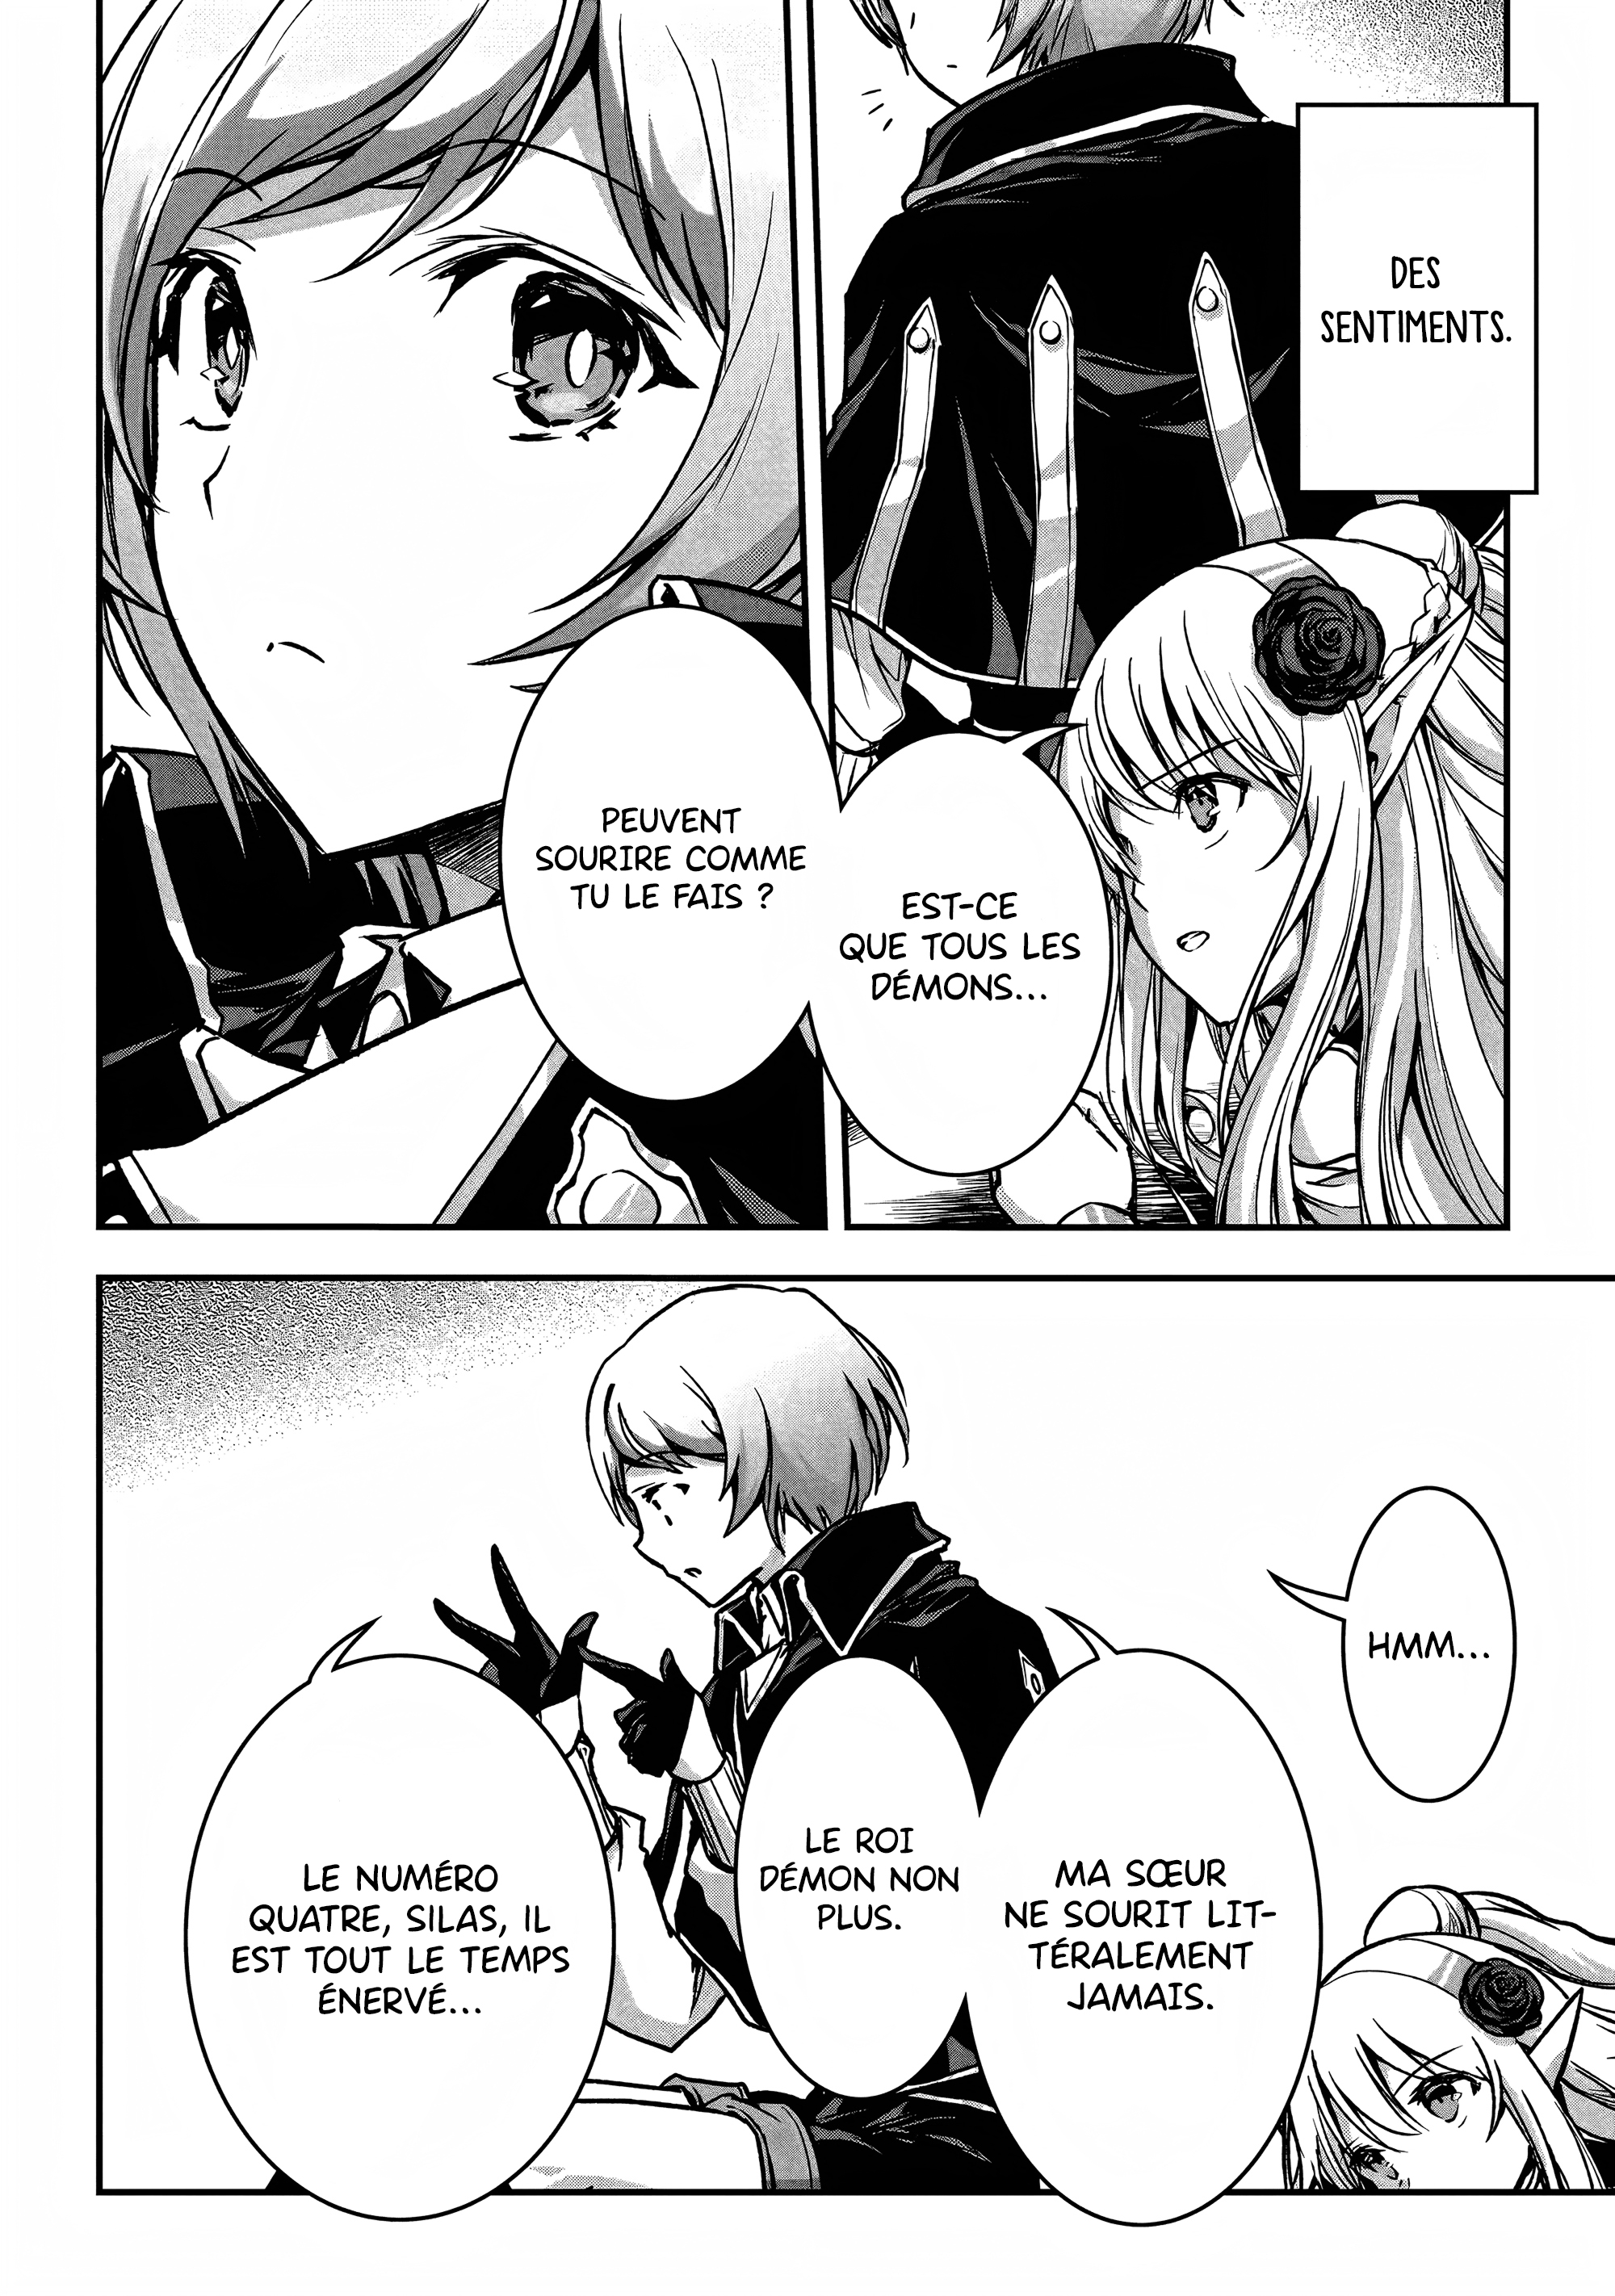 DES
SENTIMENTS.
EST-CE
QUE TOUS LES
DÉMONS...
PEUVENT
SOURIRE COMME
TU LE FAIS ?
HMM...
MA SŒUR
NE SOURIT LIT-
TÉRALEMENT
JAMAIS.
LE ROI
DÉMON NON
PLUS.
LE NUMÉRO
QUATRE, SILAS, IL
EST TOUT LE TEMPS
ÉNERVÉ...